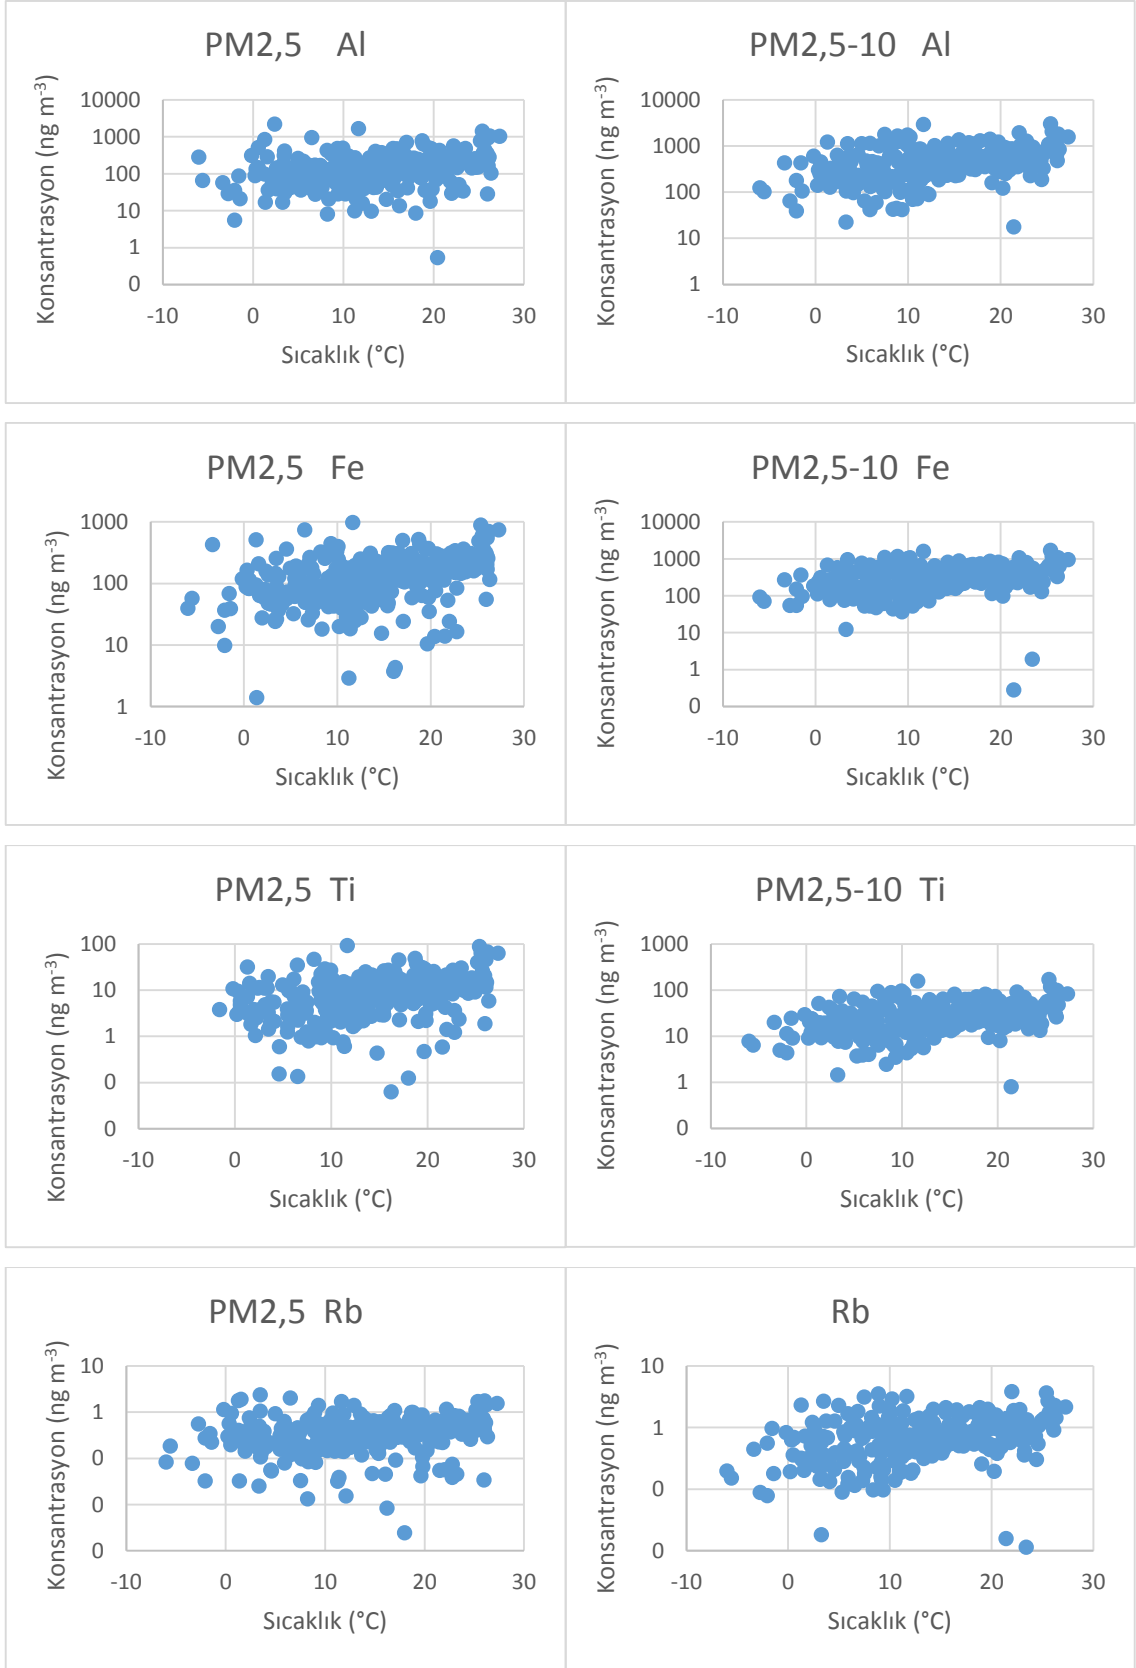 PM2,5 Al
Konsantrasyon (ng m-3)
10000
1000
100
10
1
0
-10 0 10 20 30
Sıcaklık (°C)
PM2,5-10 Al
Konsantrasyon (ng m-3)
10000
1000
100
10
1
-10 0 10 20 30
Sıcaklık (°C)
PM2,5 Fe
Konsantrasyon (ng m-3)
1000
100
10
1
-10 0 10 20 30
Sıcaklık (°C)
PM2,5-10 Fe
Konsantrasyon (ng m-3)
10000
1000
100
10
1
0
-10 0 10 20 30
Sıcaklık (°C)
PM2,5 Ti
Konsantrasyon (ng m-3)
100
10
1
0
0
-10 0 10 20 30
Sıcaklık (°C)
PM2,5-10 Ti
Konsantrasyon (ng m-3)
1000
100
10
1
0
-10 0 10 20 30
Sıcaklık (°C)
PM2,5 Rb
Konsantrasyon (ng m-3)
10
1
0
0
0
-10 0 10 20 30
Sıcaklık (°C)
Rb
Konsantrasyon (ng m-3)
10
1
0
0
-10 0 10 20 30
Sıcaklık (°C)